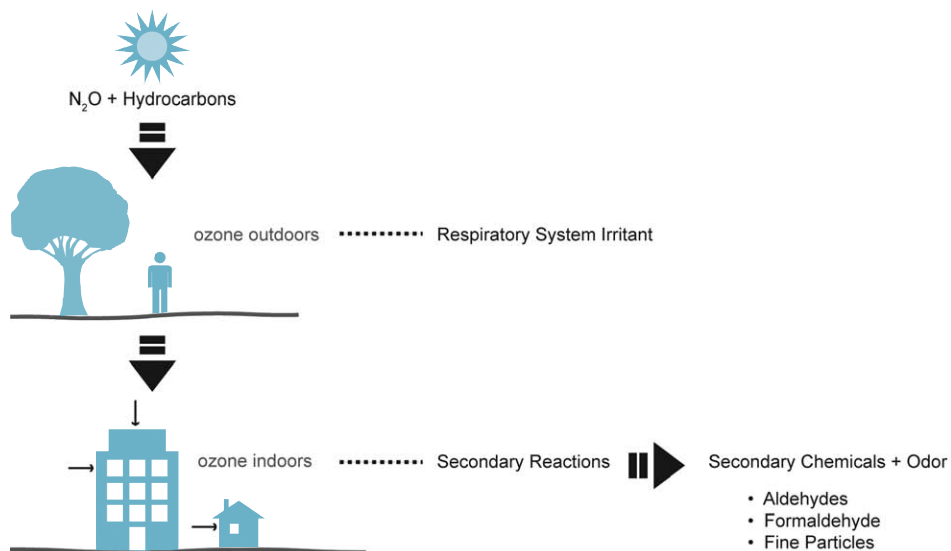 N₂O + Hydrocarbons
ozone outdoors
Respiratory System Irritant
ozone indoors
Secondary Reactions
Secondary Chemicals + Odor
• Aldehydes
• Formaldehyde
• Fine Particles